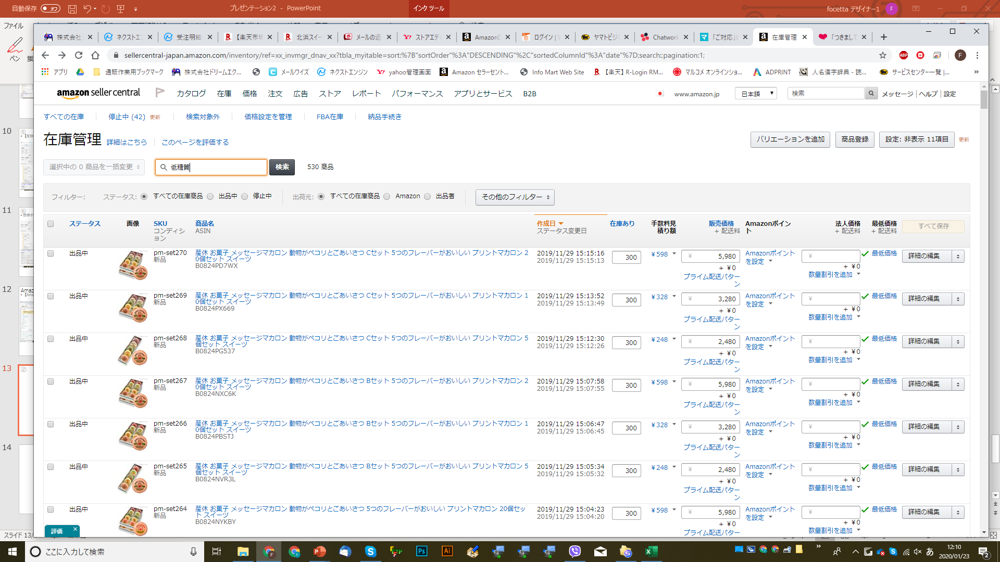 自動保存 オフ
プレゼンテーション2 - PowerPoint
インク ツール
focetta デザイナー1 F
ファイル
ペン
株式会社
ネクストエン
受注明細
【楽天市場
北浜スイー
メールの返
ストアエディ
AmazonD
ログイン | V
ヤマトビジネ
Chatwork
「ご対応」の
在庫管理
「つきまして
sellercentral-japan.amazon.com/inventory/ref=xx_invmgr_dnav_xx?tbla_myitable=sort:%7B"sortOrder"%3A"DESCENDING"%2C"sortedColumnId"%3A"date"%7D;search:;pagination:1;
アプリ
通販作業用ブックマーク
株式会社ドリームエク...
メールワイズ
ネクストエンジン
yahoo管理画面
Amazon セラーセント...
Info Mart Web Site
【楽天】R-Login RM...
マルコメ オンラインショ...
ADPRINT
人名漢字辞典 - 読...
サービスセンター一覧 |...
amazon seller central
カタログ 在庫 価格 注文 広告 ストア レポート パフォーマンス アプリとサービス B2B
www.amazon.jp 日本語 検索 メッセージ | ヘルプ | 設定
すべての在庫 停止中 (42) 更新 検索対象外 価格設定を管理 FBA在庫 納品手続き
在庫管理 詳細はこちら このページを評価する
バリエーションを追加 商品登録 設定: 非表示 11項目 更新
選択中の 0 商品を一括変更 低糖質 検索 530 商品
フィルター: ステータス: すべての在庫商品 出品中 停止中 出荷元: すべての在庫商品 Amazon 出品者 その他のフィルター
ステータス 画像 SKU 商品名 作成日 在庫あり 手数料見積り額 販売価格 Amazonポイント 法人価格 最低価格 すべて保存
コンディション ASIN ステータス変更日 + 配送料 + 配送料 + 配送料
出品中 pm-set270 産休 お菓子 メッセージマカロン 動物がペコリとごあいさつ Cセット 5つのフレーバーがおいしい プリントマカロン 2 2019/11/29 15:15:16 300 ¥598 ¥ 5,980 Amazonポイント ¥ 最低価格 詳細の編集
新品 0個セット スイーツ 2019/11/29 15:15:13 を設定
B0824PD7WX + ¥0 + ¥0
プライム配送パターン 数量割引を追加
出品中 pm-set269 産休 お菓子 メッセージマカロン 動物がペコリとごあいさつ Cセット 5つのフレーバーがおいしい プリントマカロン 1 2019/11/29 15:13:52 300 ¥328 ¥ 3,280 Amazonポイント ¥ 最低価格 詳細の編集
新品 0個セット スイーツ 2019/11/29 15:13:49 を設定
B0824PX669 + ¥0 + ¥0
プライム配送パターン 数量割引を追加
出品中 pm-set268 産休 お菓子 メッセージマカロン 動物がペコリとごあいさつ Cセット 5つのフレーバーがおいしい プリントマカロン 5 2019/11/29 15:12:30 300 ¥248 ¥ 2,480 Amazonポイント ¥ 最低価格 詳細の編集
新品 個セット スイーツ 2019/11/29 15:12:26 を設定
B0824PG537 + ¥0 + ¥0
プライム配送パターン 数量割引を追加
出品中 pm-set267 産休 お菓子 メッセージマカロン 動物がペコリとごあいさつ Bセット 5つのフレーバーがおいしい プリントマカロン 2 2019/11/29 15:07:58 300 ¥598 ¥ 5,980 Amazonポイント ¥ 最低価格 詳細の編集
新品 0個セット スイーツ 2019/11/29 15:07:55 を設定
B0824NXC6K + ¥0 + ¥0
プライム配送パターン 数量割引を追加
出品中 pm-set266 産休 お菓子 メッセージマカロン 動物がペコリとごあいさつ Bセット 5つのフレーバーがおいしい プリントマカロン 1 2019/11/29 15:06:47 300 ¥328 ¥ 3,280 Amazonポイント ¥ 最低価格 詳細の編集
新品 0個セット スイーツ 2019/11/29 15:06:45 を設定
B0824PBSTJ + ¥0 + ¥0
プライム配送パターン 数量割引を追加
出品中 pm-set265 産休 お菓子 メッセージマカロン 動物がペコリとごあいさつ Bセット 5つのフレーバーがおいしい プリントマカロン 5 2019/11/29 15:05:34 300 ¥248 ¥ 2,480 Amazonポイント ¥ 最低価格 詳細の編集
新品 個セット スイーツ 2019/11/29 15:05:32 を設定
B0824NVR3L + ¥0 + ¥0
プライム配送パターン 数量割引を追加
出品中 pm-set264 産休 お菓子 メッセージマカロン 動物がペコリとごあいさつ 5つのフレーバーがおいしい プリントマカロン 20個セッ 2019/11/29 15:04:23 300 ¥598 ¥ 5,980 Amazonポイント ¥ 最低価格 詳細の編集
新品 ト スイーツ 2019/11/29 15:04:20 を設定
B0824NYKBY + ¥0 + ¥0
プライム配送パター 数量割引を追加
評価
10
11
12
13
14
スライド 13/
ここに入力して検索
あ 12:10
2020/01/23
2